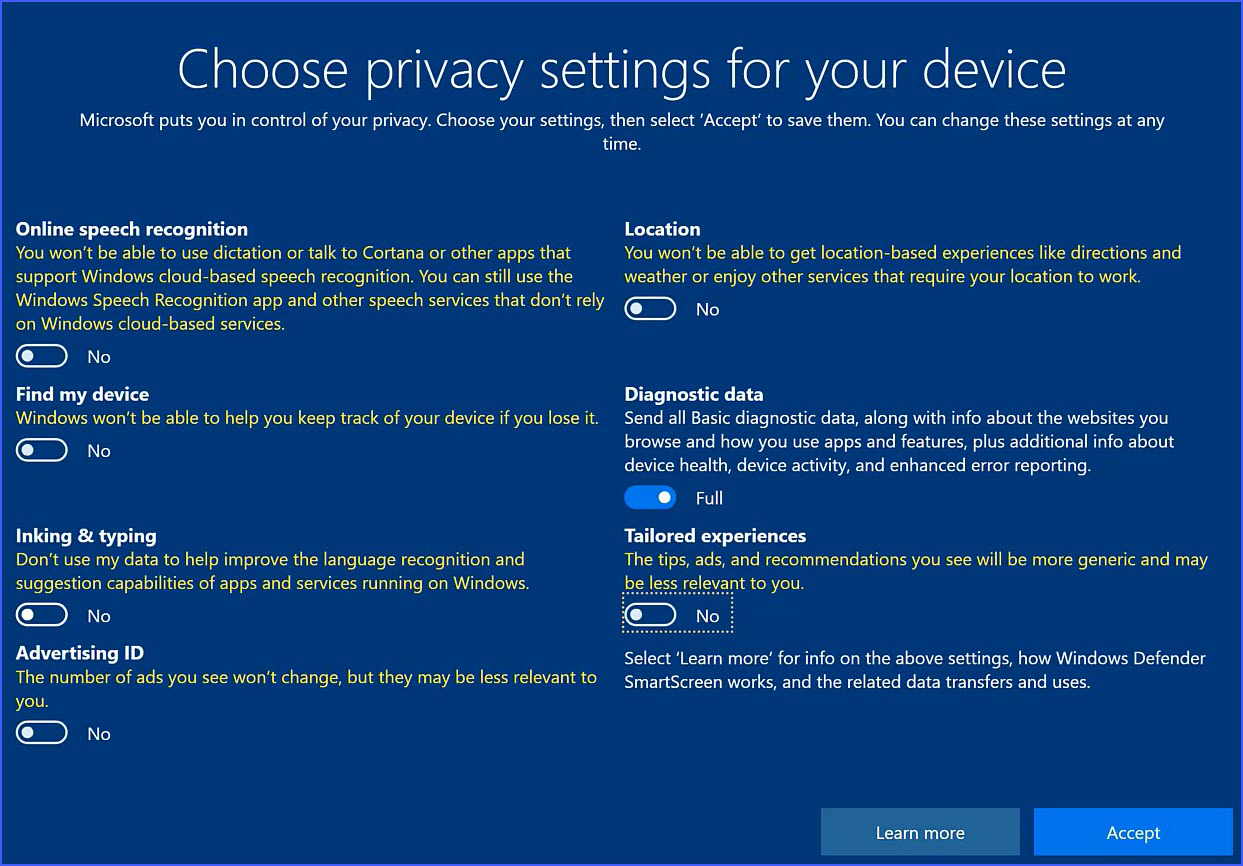 Choose privacy settings for your device
Microsoft puts you in control of your privacy. Choose your settings, then select ‘Accept’ to save them. You can change these settings at any
time.
Online speech recognition
You won’t be able to use dictation or talk to Cortana or other apps that
support Windows cloud-based speech recognition. You can still use the
Windows Speech Recognition app and other speech services that don’t rely
on Windows cloud-based services.
No
Find my device
Windows won’t be able to help you keep track of your device if you lose it.
No
Inking & typing
Don’t use my data to help improve the language recognition and
suggestion capabilities of apps and services running on Windows.
No
Advertising ID
The number of ads you see won’t change, but they may be less relevant to
you.
No
Location
You won’t be able to get location-based experiences like directions and
weather or enjoy other services that require your location to work.
No
Diagnostic data
Send all Basic diagnostic data, along with info about the websites you
browse and how you use apps and features, plus additional info about
device health, device activity, and enhanced error reporting.
Full
Tailored experiences
The tips, ads, and recommendations you see will be more generic and may
be less relevant to you.
No
Select ‘Learn more’ for info on the above settings, how Windows Defender
SmartScreen works, and the related data transfers and uses.
Learn more
Accept